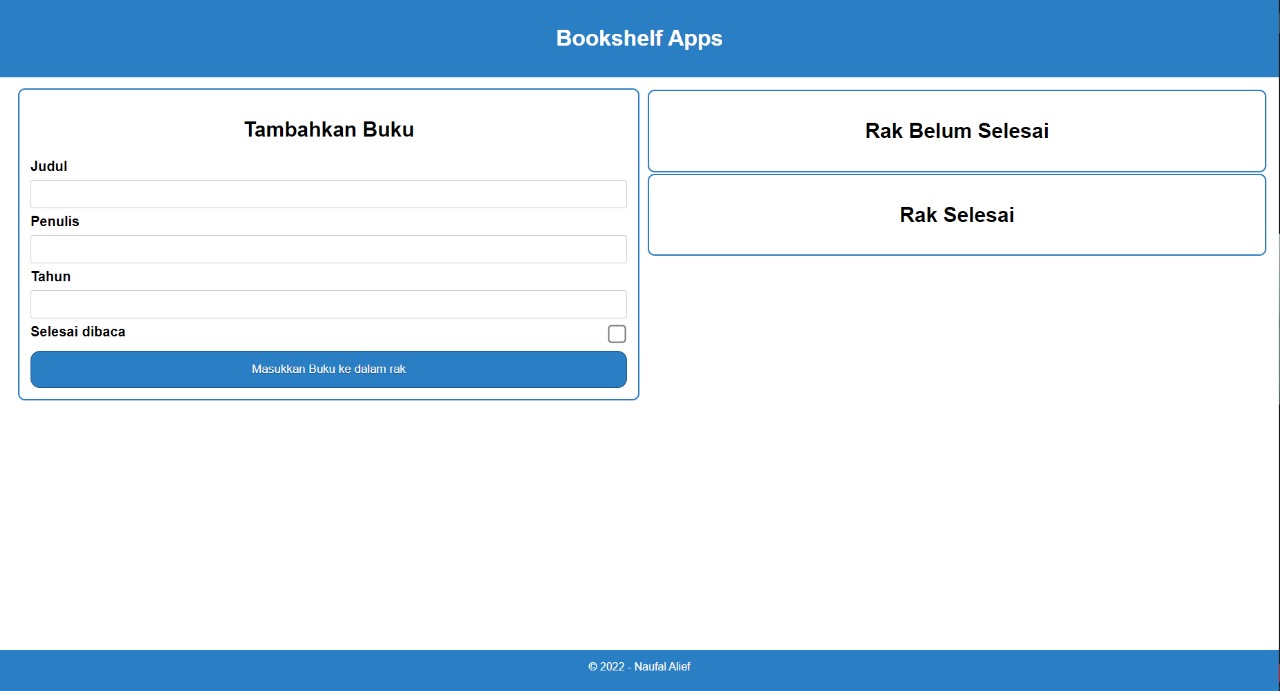 Bookshelf Apps
Tambahkan Buku
Judul
Penulis
Tahun
Selesai dibaca
Masukkan Buku ke dalam rak
Rak Belum Selesai
Rak Selesai
© 2022 - Naufal Alief